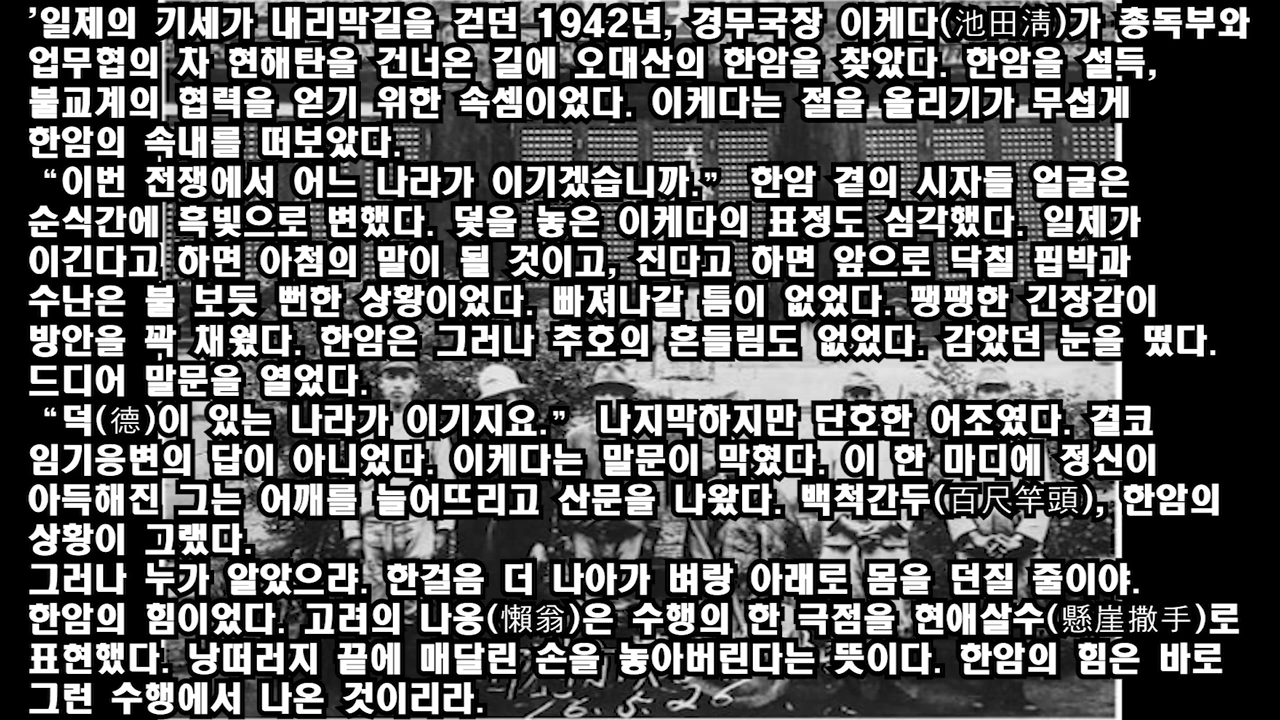 ’일제의 기세가 내리막길을 걷던 1942년, 경무국장 이케다(池田淸)가 총독부와
업무협의 차 현해탄을 건너온 길에 오대산의 한암을 찾았다. 한암을 설득,
불교계의 협력을 얻기 위한 속셈이었다. 이케다는 절을 올리기가 무섭게
한암의 속내를 떠보았다.
“이번 전쟁에서 어느 나라가 이기겠습니까.” 한암 곁의 시자들 얼굴은
순식간에 흑빛으로 변했다. 덫을 놓은 이케다의 표정도 심각했다. 일제가
이긴다고 하면 아첨의 말이 될 것이고, 진다고 하면 앞으로 닥칠 핍박과
수난은 불 보듯 뻔한 상황이었다. 빠져나갈 틈이 없었다. 팽팽한 긴장감이
방안을 꽉 채웠다. 한암은 그러나 추호의 흔들림도 없었다. 감았던 눈을 떴다.
드디어 말문을 열었다.
“덕(德)이 있는 나라가 이기지요.” 나지막하지만 단호한 어조였다. 결코
임기응변의 답이 아니었다. 이케다는 말문이 막혔다. 이 한 마디에 정신이
아득해진 그는 어깨를 늘어뜨리고 산문을 나왔다. 백척간두(百尺竿頭), 한암의
상황이 그랬다.
그러나 누가 알았으랴. 한걸음 더 나아가 벼랑 아래로 몸을 던질 줄이야.
한암의 힘이었다. 고려의 나옹(懶翁)은 수행의 한 극점을 현애살수(懸崖撒手)로
표현했다. 낭떠러지 끝에 매달린 손을 놓아버린다는 뜻이다. 한암의 힘은 바로
그런 수행에서 나온 것이리라.
16.5.26